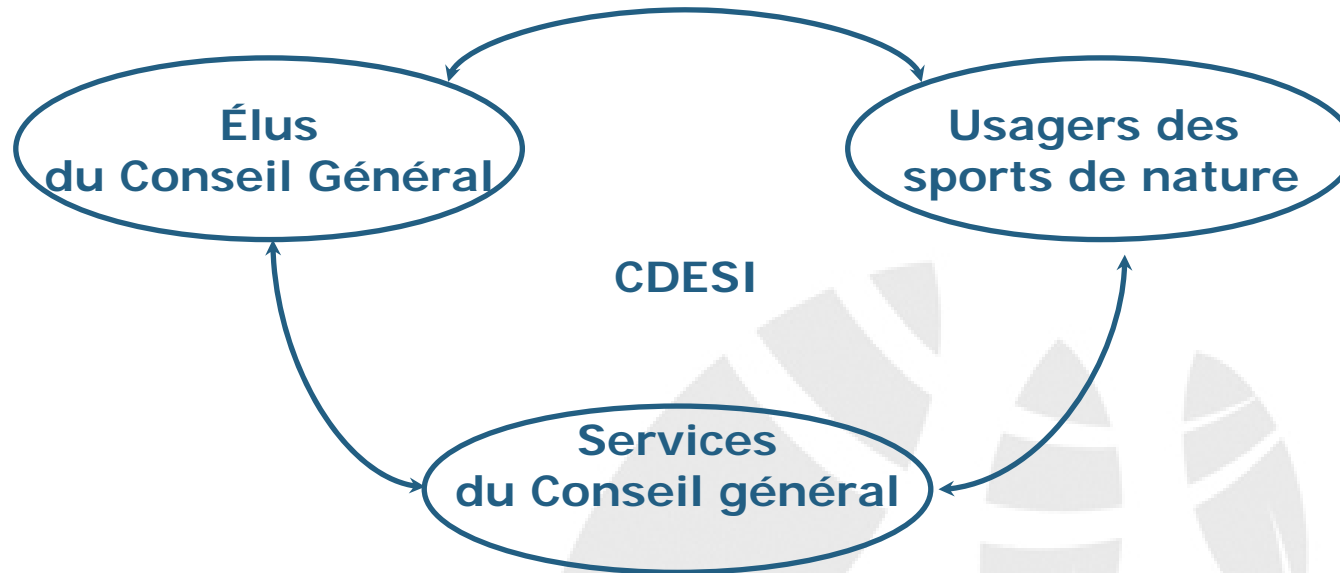 Élus
du Conseil Général
Usagers des
sports de nature
CDESI
Services
du Conseil général